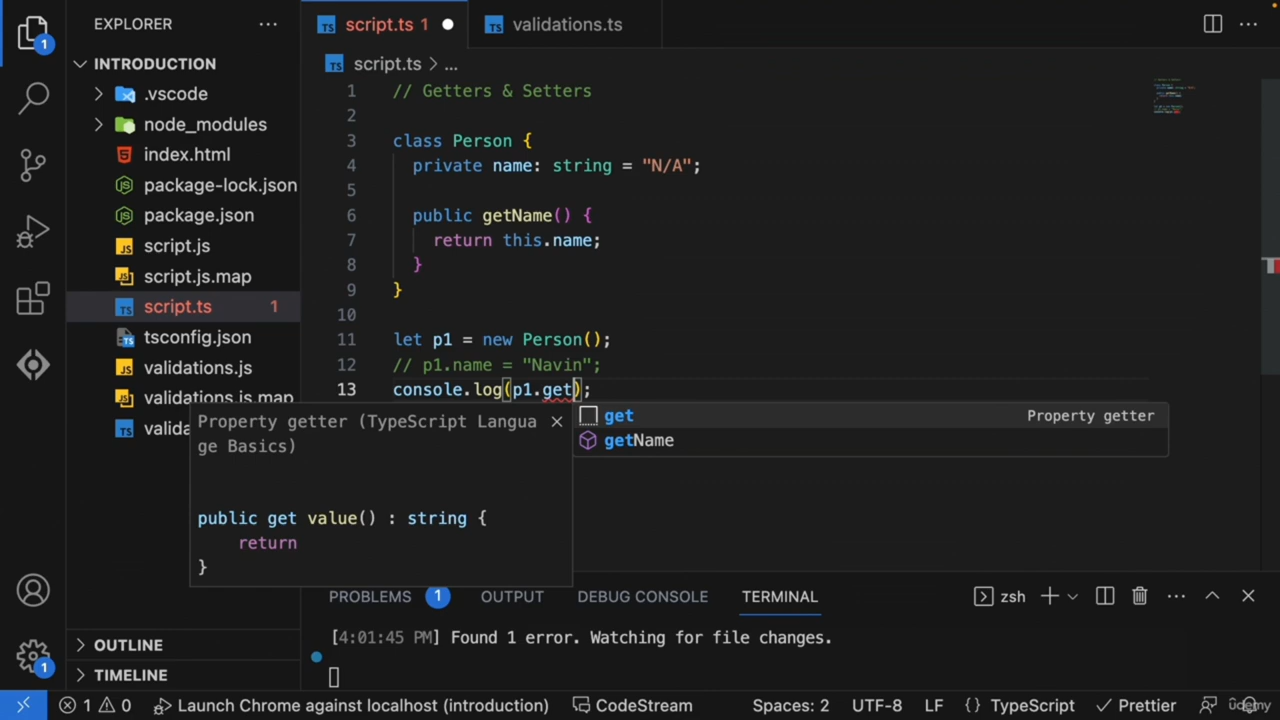 EXPLORER
script.ts 1
validations.ts
INTRODUCTION
script.ts > ...
.vscode
node_modules
index.html
package-lock.json
package.json
script.js
script.js.map
script.ts 1
tsconfig.json
validations.js
validations.js.map
valida
1 // Getters & Setters
2
3 class Person {
4 private name: string = "N/A";
5
6 public getName() {
7 return this.name;
8 }
9 }
10
11 let p1 = new Person();
12 // p1.name = "Navin";
13 console.log(p1.get);
get Property getter
getName
Property getter (TypeScript Langua
ge Basics)
public get value() : string {
return
}
OUTLINE
TIMELINE
PROBLEMS 1 OUTPUT DEBUG CONSOLE TERMINAL zsh
[4:01:45 PM] Found 1 error. Watching for file changes.
1
1
1 0 Launch Chrome against localhost (introduction) CodeStream Spaces: 2 UTF-8 LF {} TypeScript Prettier
udemy